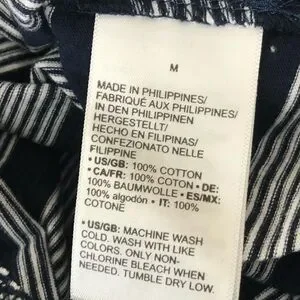 M
MADE IN PHILIPPINES/
FABRIQUÉ AUX PHILIPPINES/
IN DEN PHILIPPINEN
HERGESTELLT/
HECHO EN FILIPINAS/
CONFEZIONATO NELLE
FILIPPINE
• US/GB: 100% COTTON
• CA/FR: 100% COTON • DE:
100% BAUMWOLLE • ES/MX:
100% algodón • IT: 100%
COTONE
• US/GB: MACHINE WASH
COLD. WASH WITH LIKE
COLORS. ONLY NON-
CHLORINE BLEACH WHEN
NEEDED. TUMBLE DRY LOW.